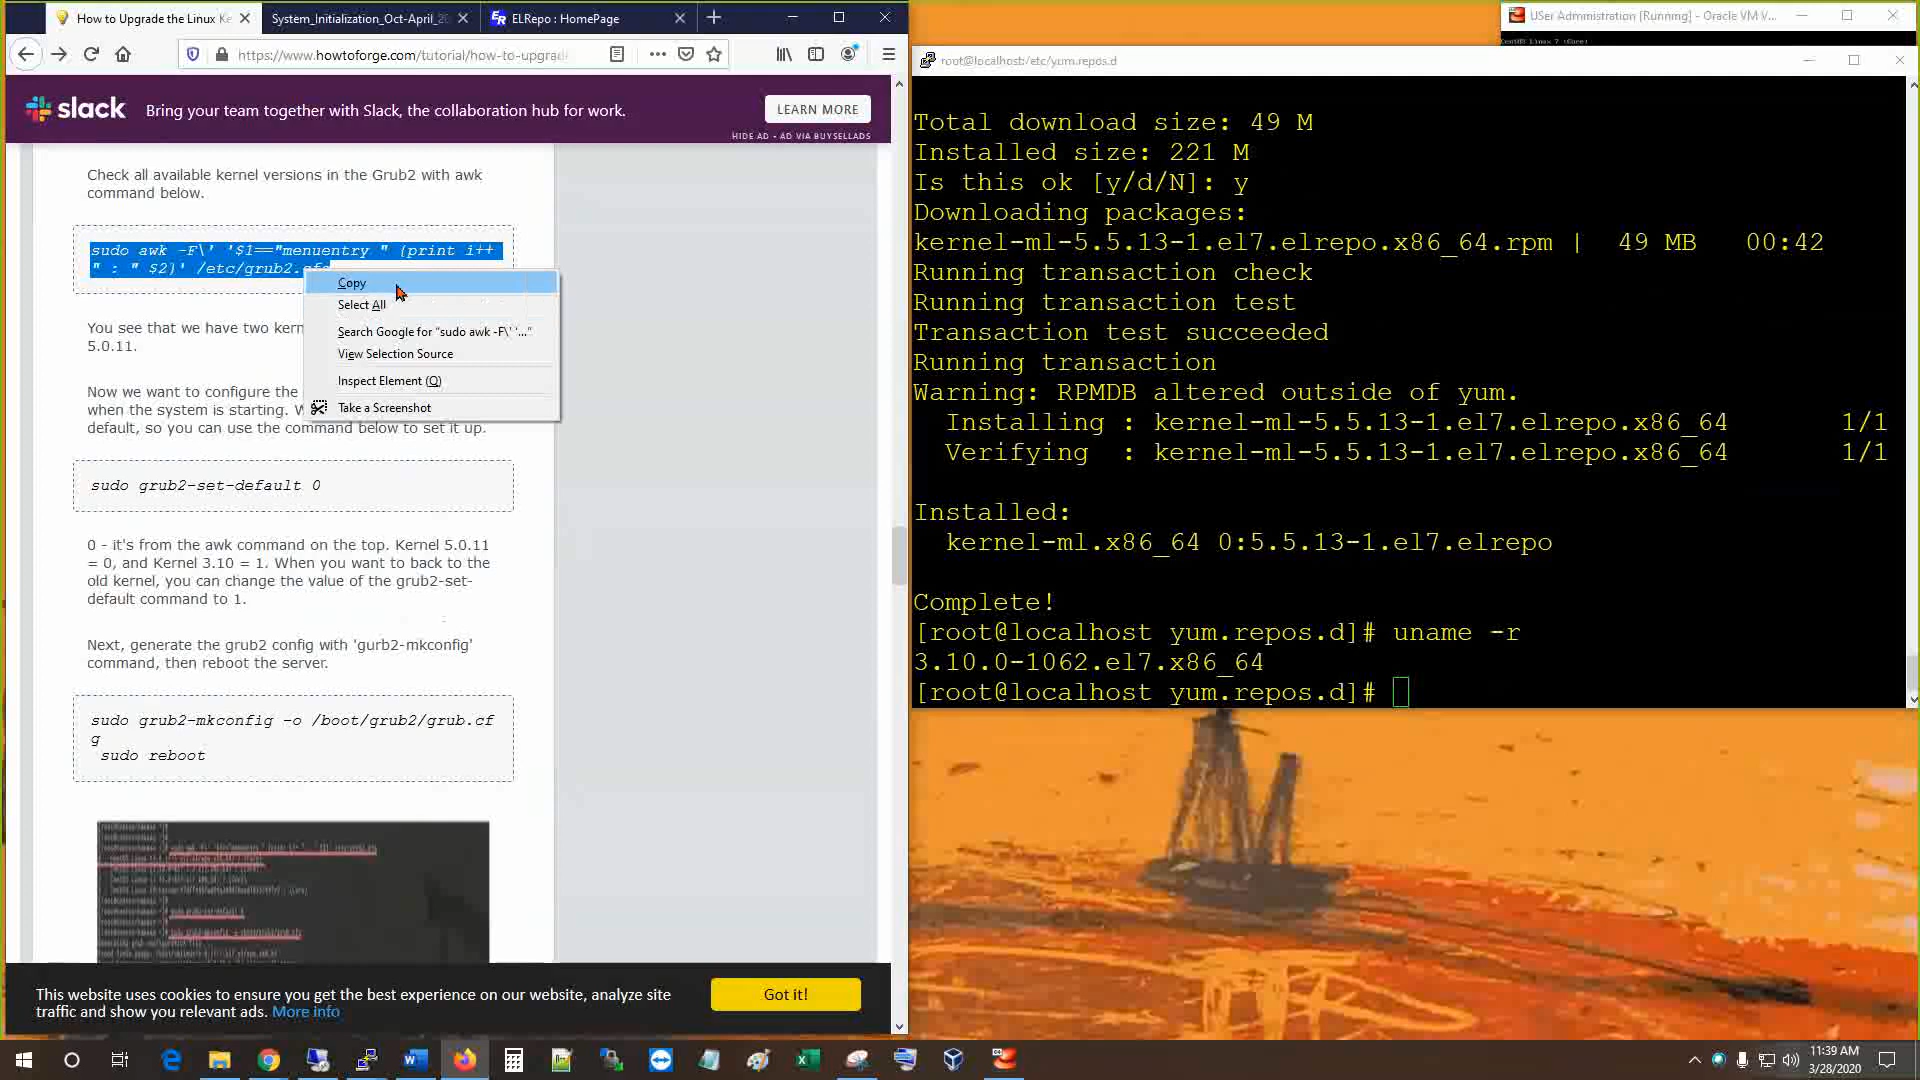 How to Upgrade the Linux Ke
System_Initialization_Oct-April_20
ELRepo : HomePage
https://www.howtoforge.com/tutorial/how-to-upgrad
slack
Bring your team together with Slack, the collaboration hub for work.
LEARN MORE
HIDE AD • AD VIA BUYSELLADS
Check all available kernel versions in the Grub2 with awk
command below.
sudo awk -F\' '$1=="menuentry " {print i++
" : " $2}' /etc/grub2.cfg
Copy
Select All
Search Google for "sudo awk -F\' '..."
View Selection Source
Inspect Element (Q)
Take a Screenshot
You see that we have two kern
5.0.11.
Now we want to configure the
when the system is starting. W
default, so you can use the command below to set it up.
sudo grub2-set-default 0
0 - it's from the awk command on the top. Kernel 5.0.11
= 0, and Kernel 3.10 = 1. When you want to back to the
old kernel, you can change the value of the grub2-set-
default command to 1.
Next, generate the grub2 config with 'gurb2-mkconfig'
command, then reboot the server.
sudo grub2-mkconfig -o /boot/grub2/grub.cf
g
sudo reboot
This website uses cookies to ensure you get the best experience on our website, analyze site
traffic and show you relevant ads. More info
Got it!
USer Admimistration [Running] - Oracle VM V...
CentOS Linux 7 (Core)
root@localhost:/etc/yum.repos.d
Total download size: 49 M
Installed size: 221 M
Is this ok [y/d/N]: y
Downloading packages:
kernel-ml-5.5.13-1.el7.elrepo.x86_64.rpm | 49 MB 00:42
Running transaction check
Running transaction test
Transaction test succeeded
Running transaction
Warning: RPMDB altered outside of yum.
Installing : kernel-ml-5.5.13-1.el7.elrepo.x86_64 1/1
Verifying : kernel-ml-5.5.13-1.el7.elrepo.x86_64 1/1
Installed:
kernel-ml.x86_64 0:5.5.13-1.el7.elrepo
Complete!
[root@localhost yum.repos.d]# uname -r
3.10.0-1062.el7.x86_64
[root@localhost yum.repos.d]#
11:39 AM
3/28/2020